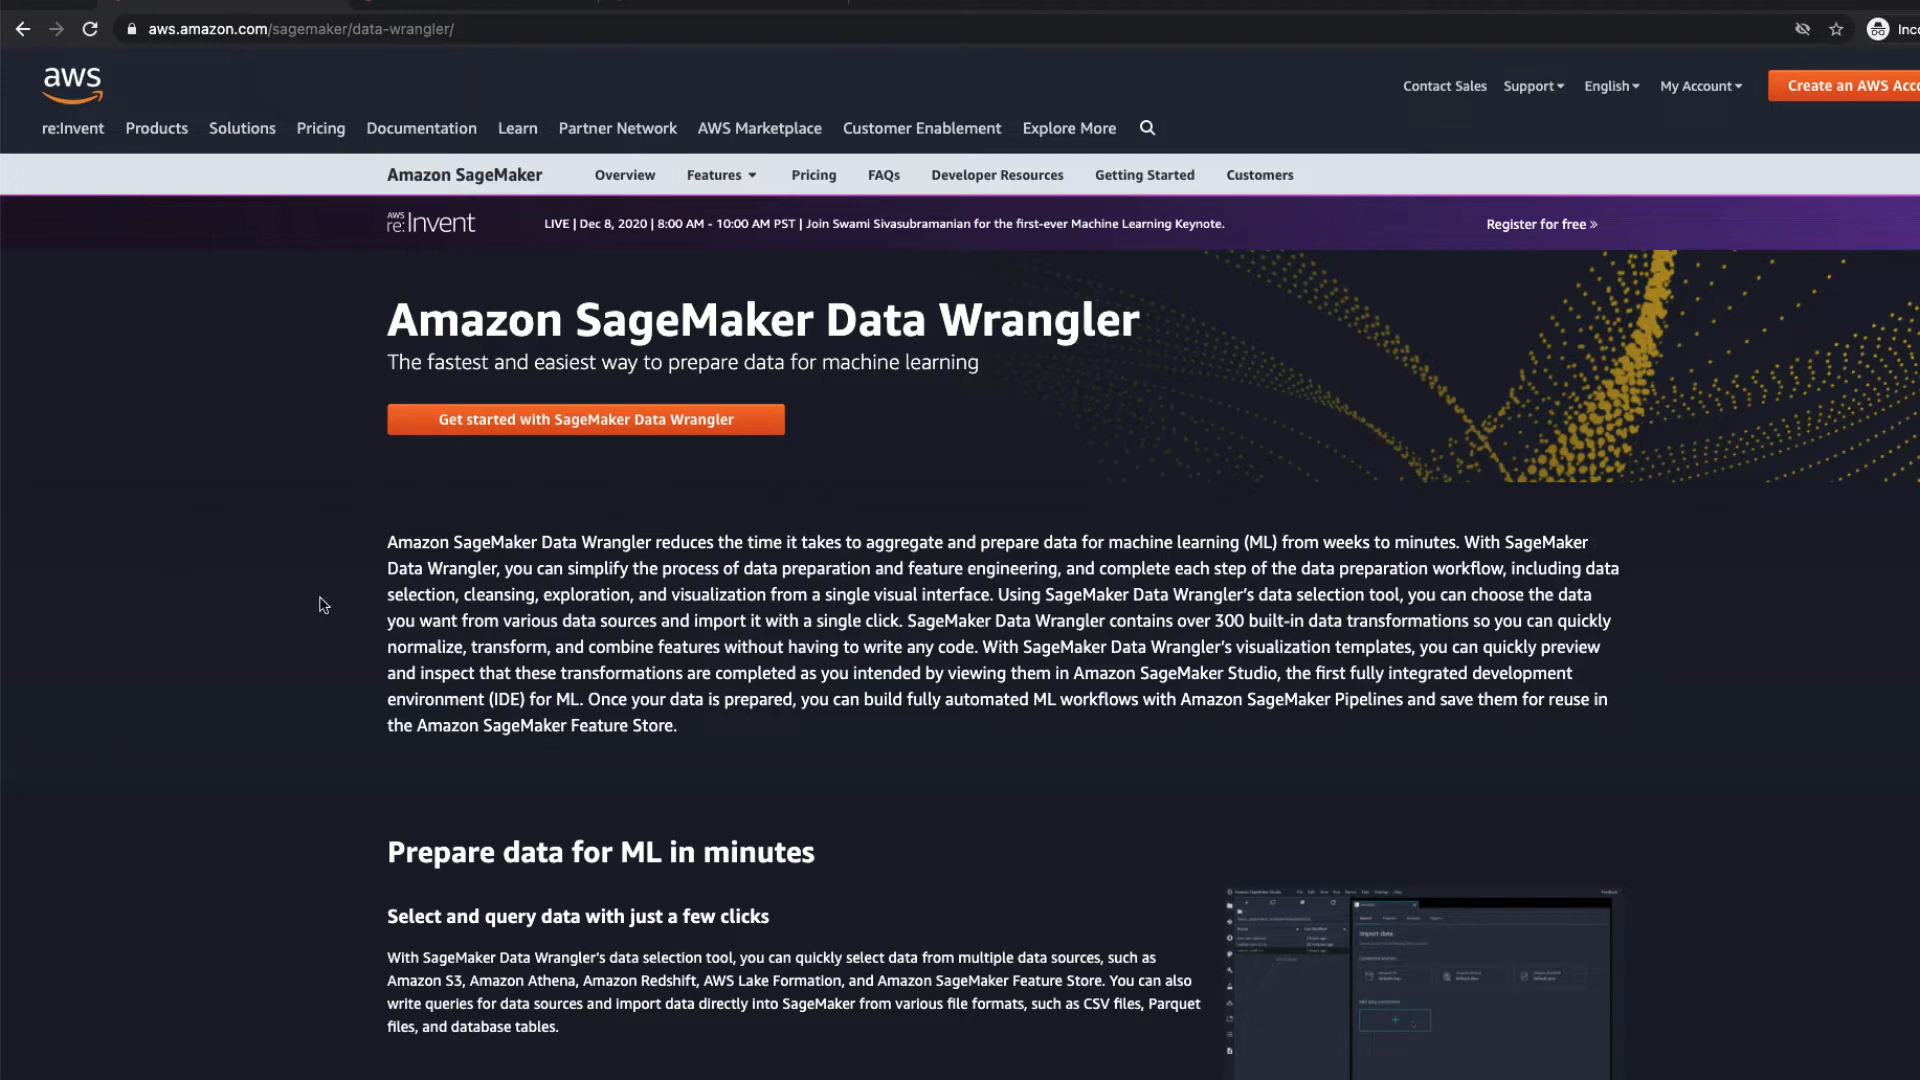 aws.amazon.com/sagemaker/data-wrangler/
aws
Contact Sales Support English My Account Create an AWS
re:Invent Products Solutions Pricing Documentation Learn Partner Network AWS Marketplace Customer Enablement Explore More
Amazon SageMaker Overview Features Pricing FAQs Developer Resources Getting Started Customers
AWS re:Invent LIVE | Dec 8, 2020 | 8:00 AM - 10:00 AM PST | Join Swami Sivasubramanian for the first-ever Machine Learning Keynote. Register for free »
Amazon SageMaker Data Wrangler
The fastest and easiest way to prepare data for machine learning
Get started with SageMaker Data Wrangler
Amazon SageMaker Data Wrangler reduces the time it takes to aggregate and prepare data for machine learning (ML) from weeks to minutes. With SageMaker
Data Wrangler, you can simplify the process of data preparation and feature engineering, and complete each step of the data preparation workflow, including data
selection, cleansing, exploration, and visualization from a single visual interface. Using SageMaker Data Wrangler’s data selection tool, you can choose the data
you want from various data sources and import it with a single click. SageMaker Data Wrangler contains over 300 built-in data transformations so you can quickly
normalize, transform, and combine features without having to write any code. With SageMaker Data Wrangler’s visualization templates, you can quickly preview
and inspect that these transformations are completed as you intended by viewing them in Amazon SageMaker Studio, the first fully integrated development
environment (IDE) for ML. Once your data is prepared, you can build fully automated ML workflows with Amazon SageMaker Pipelines and save them for reuse in
the Amazon SageMaker Feature Store.
Prepare data for ML in minutes
Select and query data with just a few clicks
With SageMaker Data Wrangler’s data selection tool, you can quickly select data from multiple data sources, such as
Amazon S3, Amazon Athena, Amazon Redshift, AWS Lake Formation, and Amazon SageMaker Feature Store. You can also
write queries for data sources and import data directly into SageMaker from various file formats, such as CSV files, Parquet
files, and database tables.
Amazon SageMaker Studio
Import data